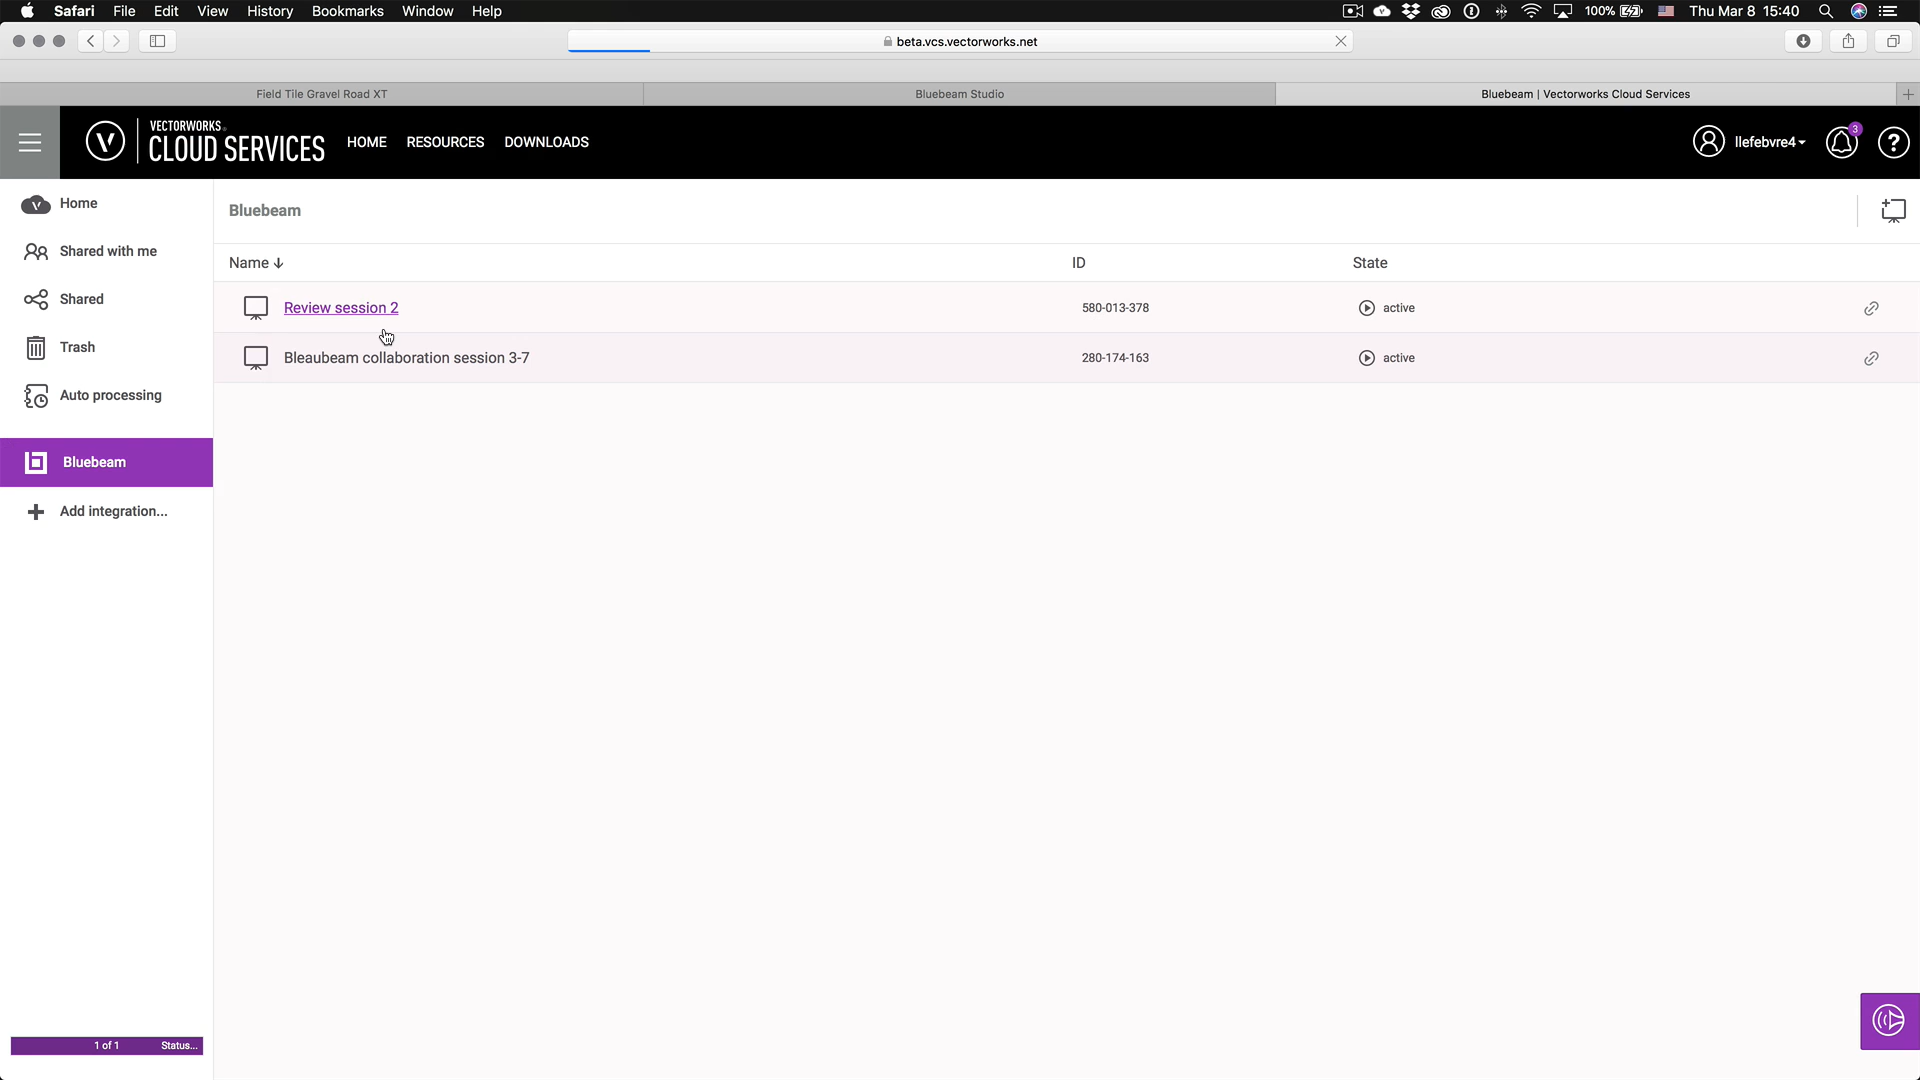 Safari File Edit View History Bookmarks Window Help 100% Thu Mar 8 15:40
beta.vcs.vectorworks.net
Field Tile Gravel Road XT Bluebeam Studio Bluebeam | Vectorworks Cloud Services
VECTORWORKS
CLOUD SERVICES HOME RESOURCES DOWNLOADS llefebvre4 3 ?
Home
Bluebeam
Shared with me
Name ID State
Shared
Review session 2 580-013-378 active
Trash
Bleaubeam collaboration session 3-7 280-174-163 active
Auto processing
Bluebeam
Add integration...
1 of 1 Status...